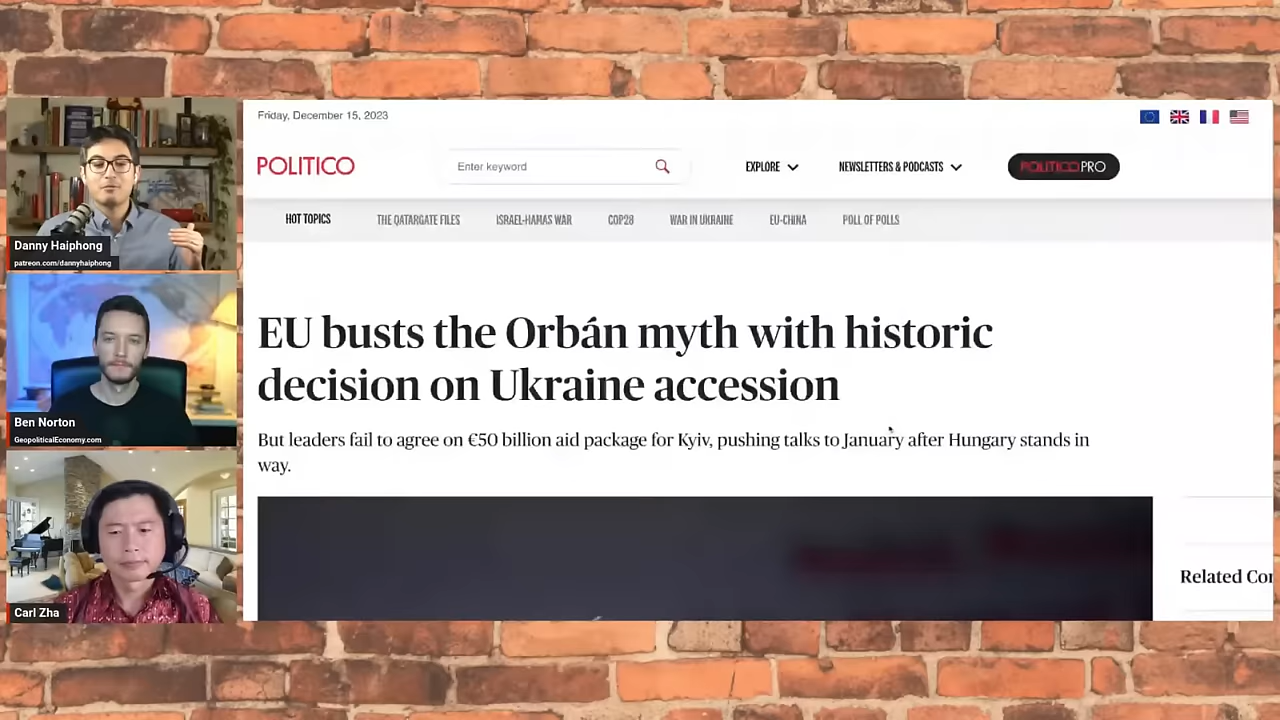 Danny Haiphong
patreon.com/dannyhaiphong
Ben Norton
GeopoliticalEconomy.com
Carl Zha
Friday, December 15, 2023
POLITICO
Enter keyword
EXPLORE
NEWSLETTERS & PODCASTS
POLITICO PRO
HOT TOPICS
THE QATARGATE FILES
ISRAEL-HAMAS WAR
COP28
WAR IN UKRAINE
EU-CHINA
POLL OF POLLS
EU busts the Orbán myth with historic
decision on Ukraine accession
But leaders fail to agree on €50 billion aid package for Kyiv, pushing talks to January after Hungary stands in
way.
Related Co